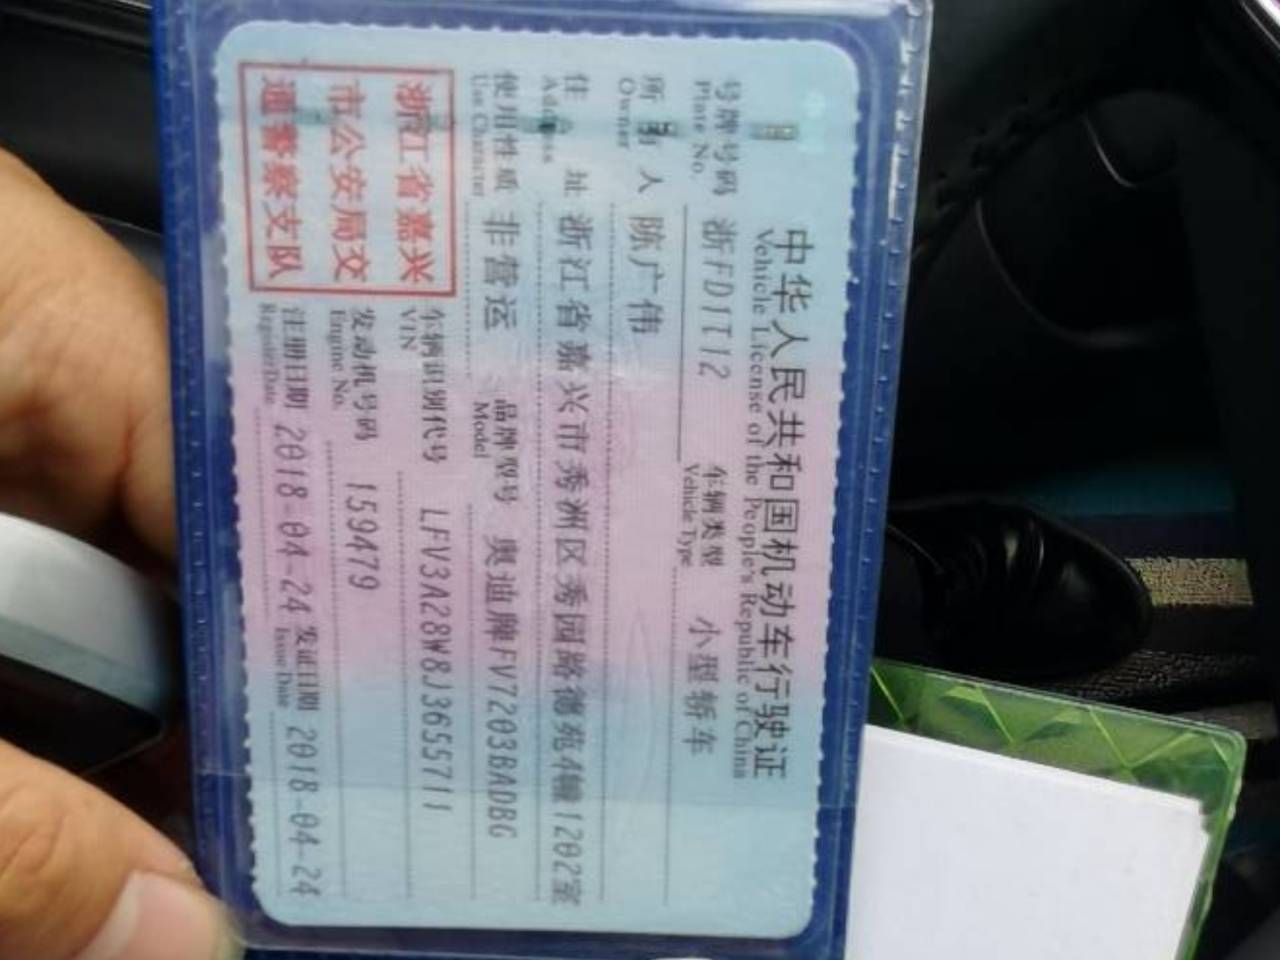 中华人民共和国机动车行驶证
Vehicle License of the People's Republic of China
号牌号码 浙FD1T12 车辆类型 小型轿车
Plate No. Vehicle Type
所有人 陈广伟
Owner
住址 浙江省嘉兴市秀洲区秀园路德苑4幢1202室
Address
使用性质 非营运 品牌型号 奥迪牌FV7203BADBG
Use Character Model
浙江省嘉兴
市公安局交
通警察支队
车辆识别代号 LFV3A28W8J3655711
VIN
发动机号码 159479
Engine No.
注册日期 2018-04-24 发证日期 2018-04-24
Register Date Issue Date